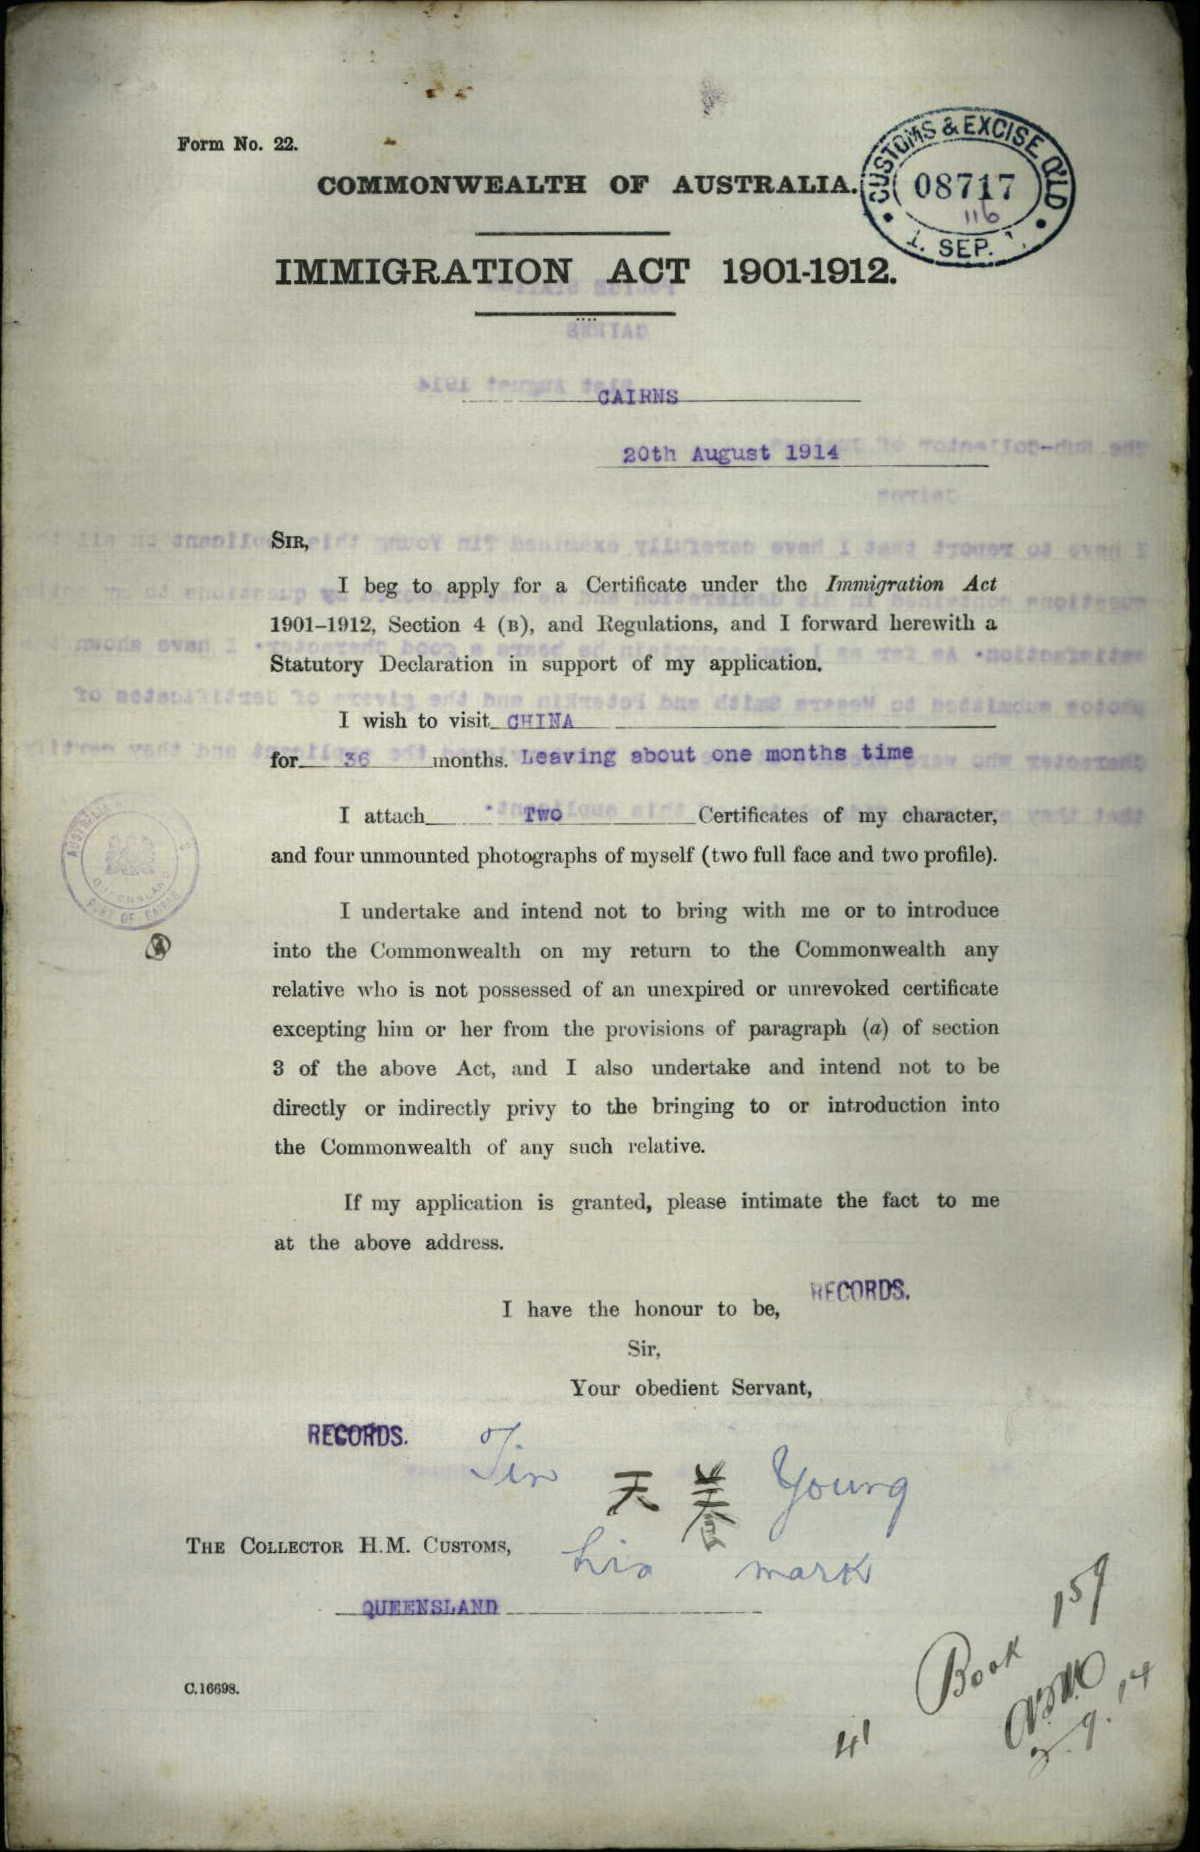 Form No. 22.
COMMONWEALTH OF AUSTRALIA.
CUSTOMS & EXCISE QLD
08717
116
1. SEP.
IMMIGRATION ACT 1901-1912.
CAIRNS
20th August 1914
SIR,
I beg to apply for a Certificate under the Immigration Act
1901–1912, Section 4 (B), and Regulations, and I forward herewith a
Statutory Declaration in support of my application.
I wish to visit CHINA
for 36 months. Leaving about one months time
I attach Two Certificates of my character,
and four unmounted photographs of myself (two full face and two profile).
AUSTRALIA
QUEENSLAND
PORT OF CAIRNS
I undertake and intend not to bring with me or to introduce
into the Commonwealth on my return to the Commonwealth any
relative who is not possessed of an unexpired or unrevoked certificate
excepting him or her from the provisions of paragraph (a) of section
3 of the above Act, and I also undertake and intend not to be
directly or indirectly privy to the bringing to or introduction into
the Commonwealth of any such relative.
If my application is granted, please intimate the fact to me
at the above address.
RECORDS.
I have the honour to be,
Sir,
Your obedient Servant,
RECORDS.
Tin 天養 Young
his mark
THE COLLECTOR H.M. CUSTOMS,
QUEENSLAND
C.16698.
Book 159
41
2.9.14